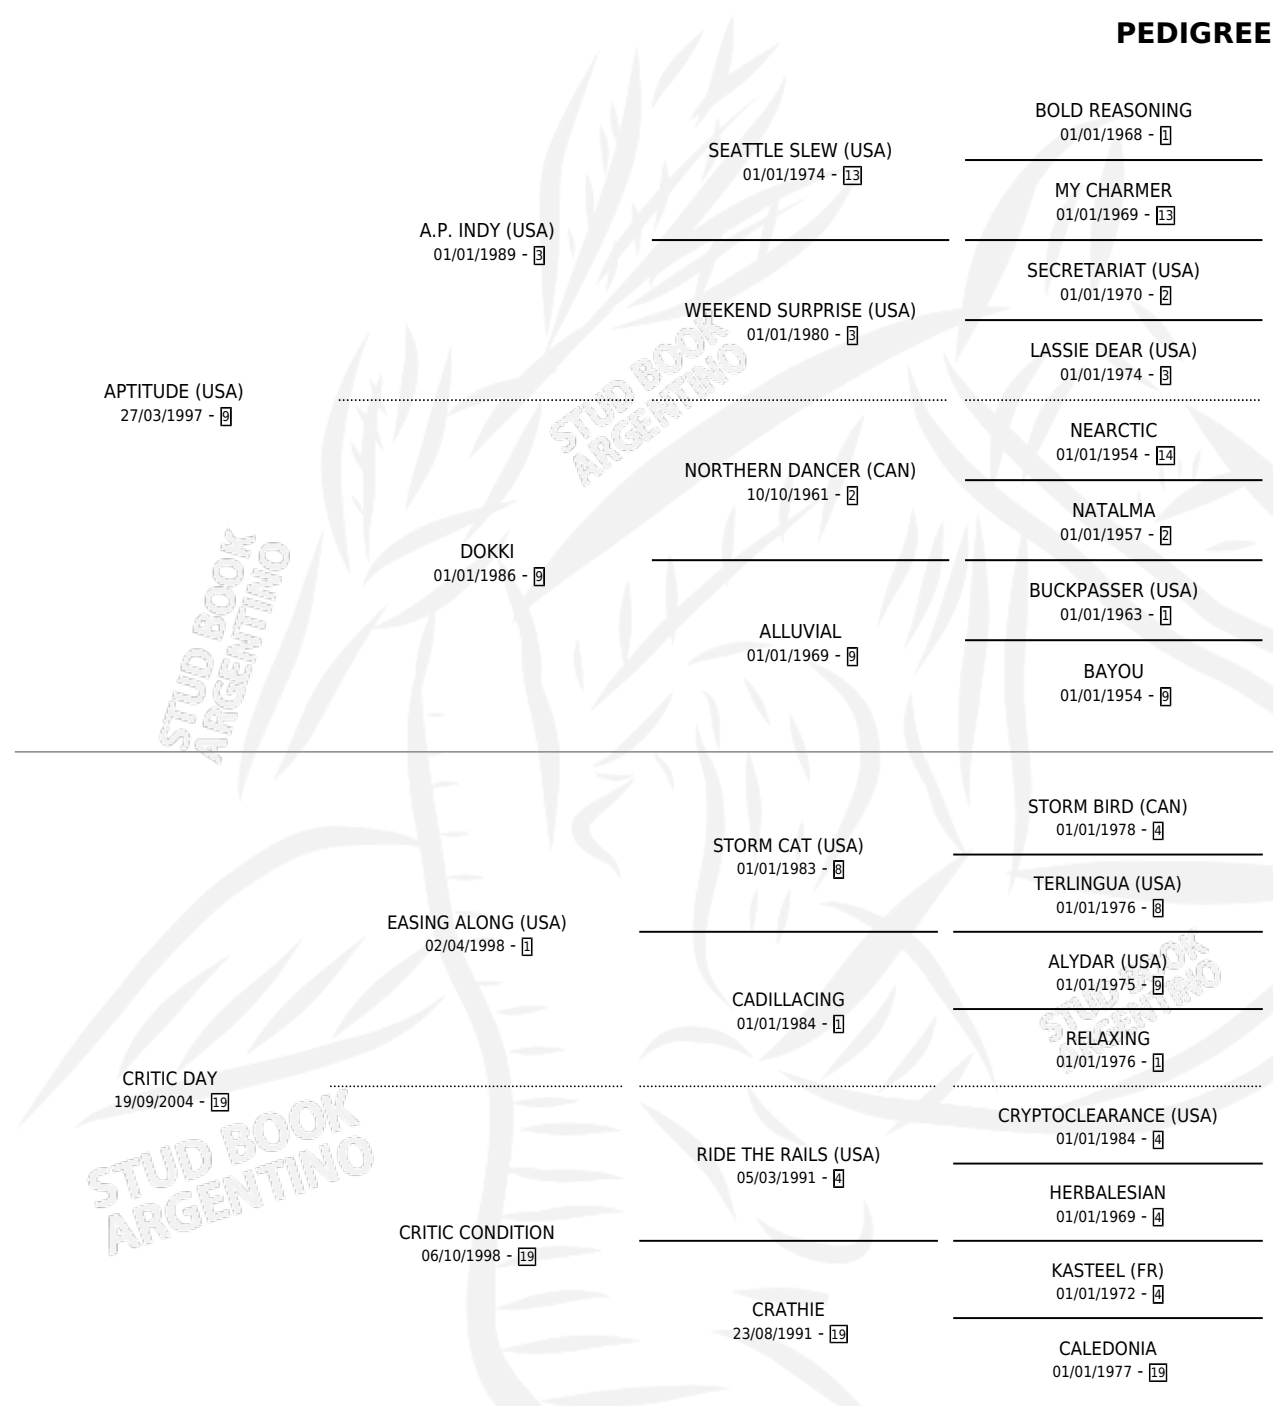 PEDIGREE
BOLD REASONING
01/01/1968 - 1
SEATTLE SLEW (USA)
01/01/1974 - 13
MY CHARMER
01/01/1969 - 13
A.P. INDY (USA)
01/01/1989 - 3
SECRETARIAT (USA)
01/01/1970 - 2
WEEKEND SURPRISE (USA)
01/01/1980 - 3
LASSIE DEAR (USA)
01/01/1974 - 3
STUD BOOK
ARGENTINO
APTITUDE (USA)
27/03/1997 - 9
NEARCTIC
01/01/1954 - 14
NORTHERN DANCER (CAN)
10/10/1961 - 2
NATALMA
01/01/1957 - 2
DOKKI
01/01/1986 - 9
BUCKPASSER (USA)
01/01/1963 - 1
ALLUVIAL
01/01/1969 - 9
BAYOU
01/01/1954 - 9
STUD BOOK
ARGENTINO
STORM BIRD (CAN)
01/01/1978 - 4
STORM CAT (USA)
01/01/1983 - 8
TERLINGUA (USA)
01/01/1976 - 8
EASING ALONG (USA)
02/04/1998 - 1
ALYDAR (USA)
01/01/1975 - 9
CADILLACING
01/01/1984 - 1
RELAXING
01/01/1976 - 1
STUD BOOK
ARGENTINO
CRITIC DAY
19/09/2004 - 19
CRYPTOCLEARANCE (USA)
01/01/1984 - 4
RIDE THE RAILS (USA)
05/03/1991 - 4
HERBALESIAN
01/01/1969 - 4
CRITIC CONDITION
06/10/1998 - 19
KASTEEL (FR)
01/01/1972 - 4
CRATHIE
23/08/1991 - 19
CALEDONIA
01/01/1977 - 19
STUD BOOK
ARGENTINO